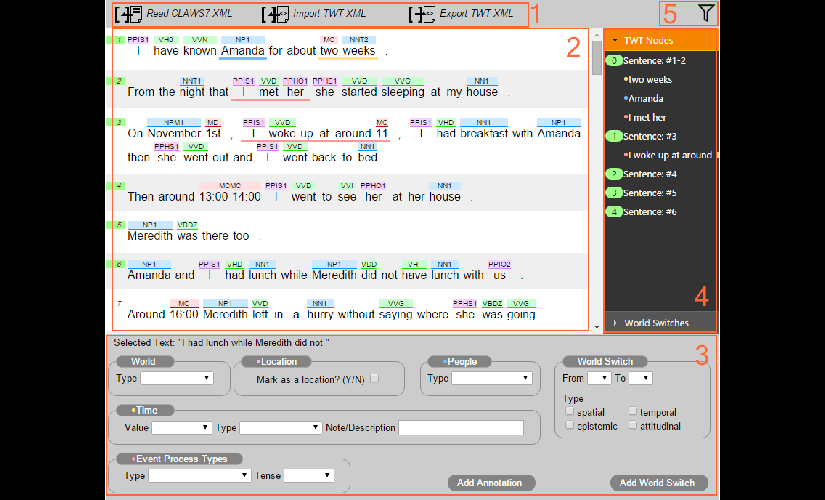 Read CLAWS7 XML Import TWT XML Export TWT XML 1 5
2
1 PPIS1 VH0 VVN NP1 MC NNT2
I have known Amanda for about two weeks .
2 NNT1 PPIS1 VVD PPHO1 PPHS1 VVD VVG NN1
From the night that I met her she started sleeping at my house .
3 NPM1 MD PPIS1 VVD MC PPIS1 VHD NN1 NP1
On November 1st , I woke up at around 11 , I had breakfast with Amanda
PPHS1 VVD PPIS1 VVD NN1
then she went out and I went back to bed
4 MCMC PPIS1 VVD VVI PPHO1 NN1
Then around 13:00 14:00 I went to see her at her house .
5 NP1 VBDZ
Meredith was there too .
6 NP1 PPIS1 VHD NN1 NP1 VDD VH NN1 PPIO2
Amanda and I had lunch while Meredith did not have lunch with us .
7 MC NP1 VVD NN1 VVG PPHS1 VBDZ VVG
Around 16:00 Meredith left in a hurry without saying where she was going
TWT Nodes
0 Sentence: #1-2
two weeks
Amanda
I met her
1 Sentence: #3
I woke up at around
2 Sentence: #4
3 Sentence: #5
4 Sentence: #6
4
World Switches
Selected Text: "I had lunch while Meredith did not " 3
World
Type
Location
Mark as a location? (Y/N)
People
Type
World Switch
From To
Type
spatial temporal
epistemic attitudinal
Time
Value Type Note/Description
Event Process Types
Type Tense
Add Annotation Add World Switch